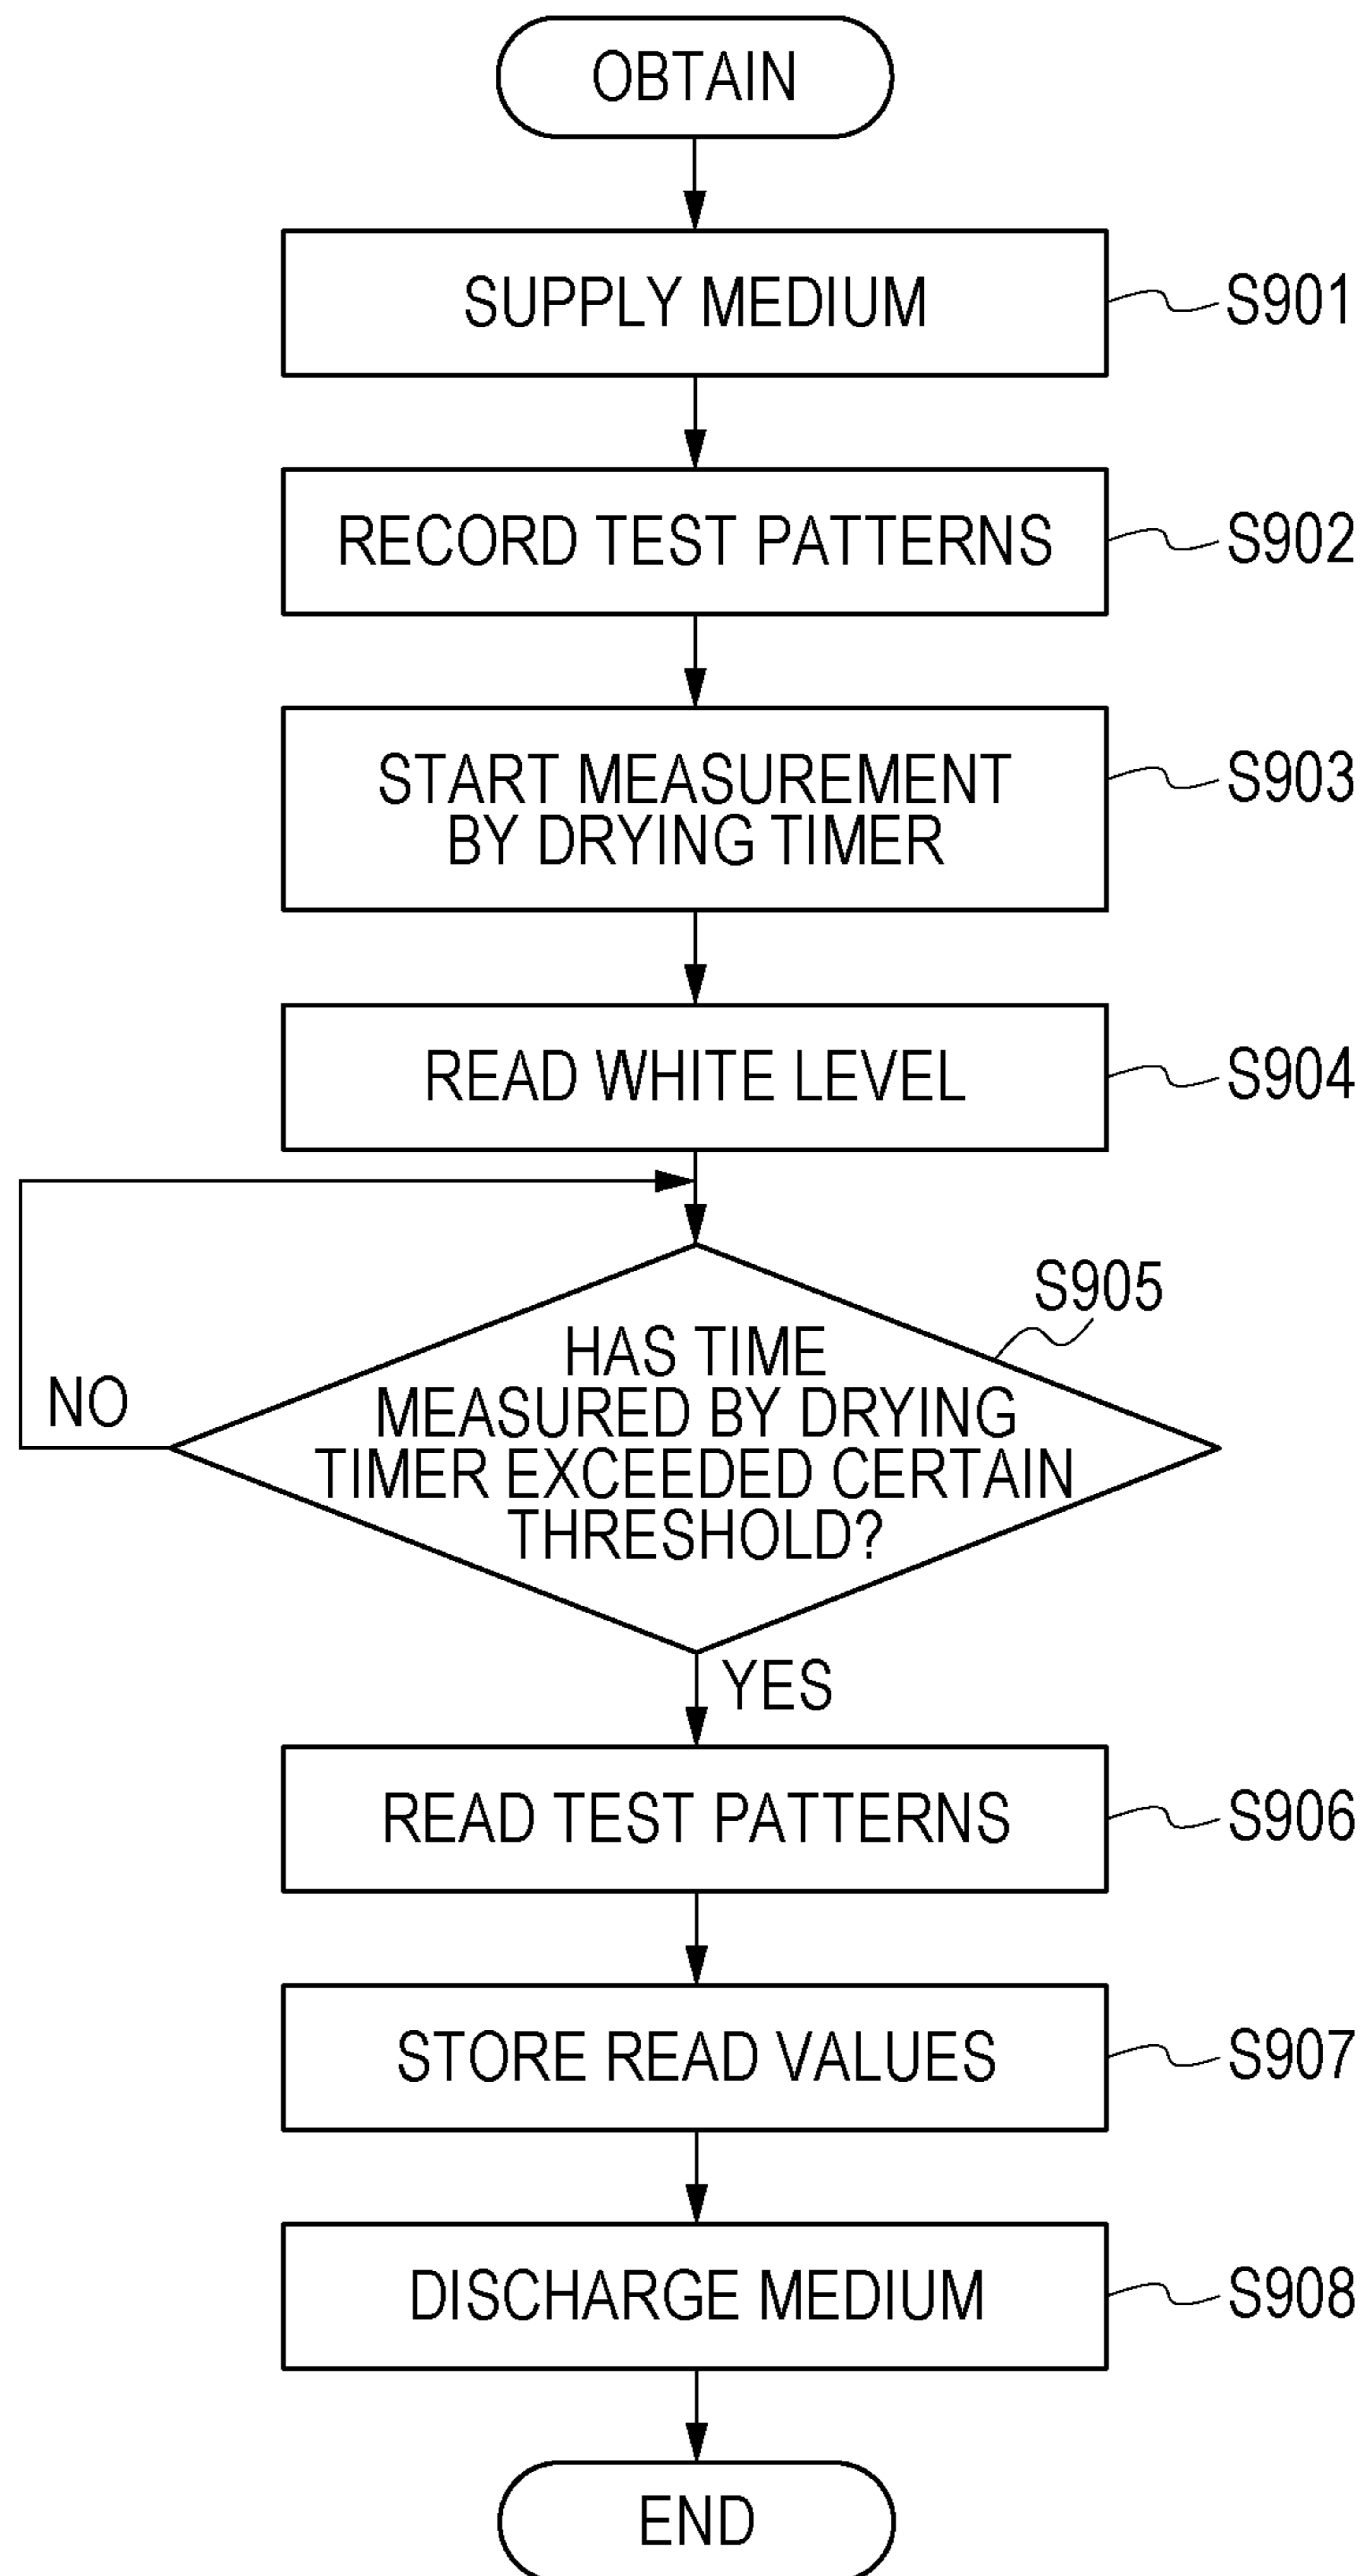 OBTAIN
SUPPLY MEDIUM
S901
RECORD TEST PATTERNS
S902
START MEASUREMENT
BY DRYING TIMER
S903
READ WHITE LEVEL
S904
S905
HAS TIME
MEASURED BY DRYING
TIMER EXCEEDED CERTAIN
THRESHOLD?
NO
YES
READ TEST PATTERNS
S906
STORE READ VALUES
S907
DISCHARGE MEDIUM
S908
END